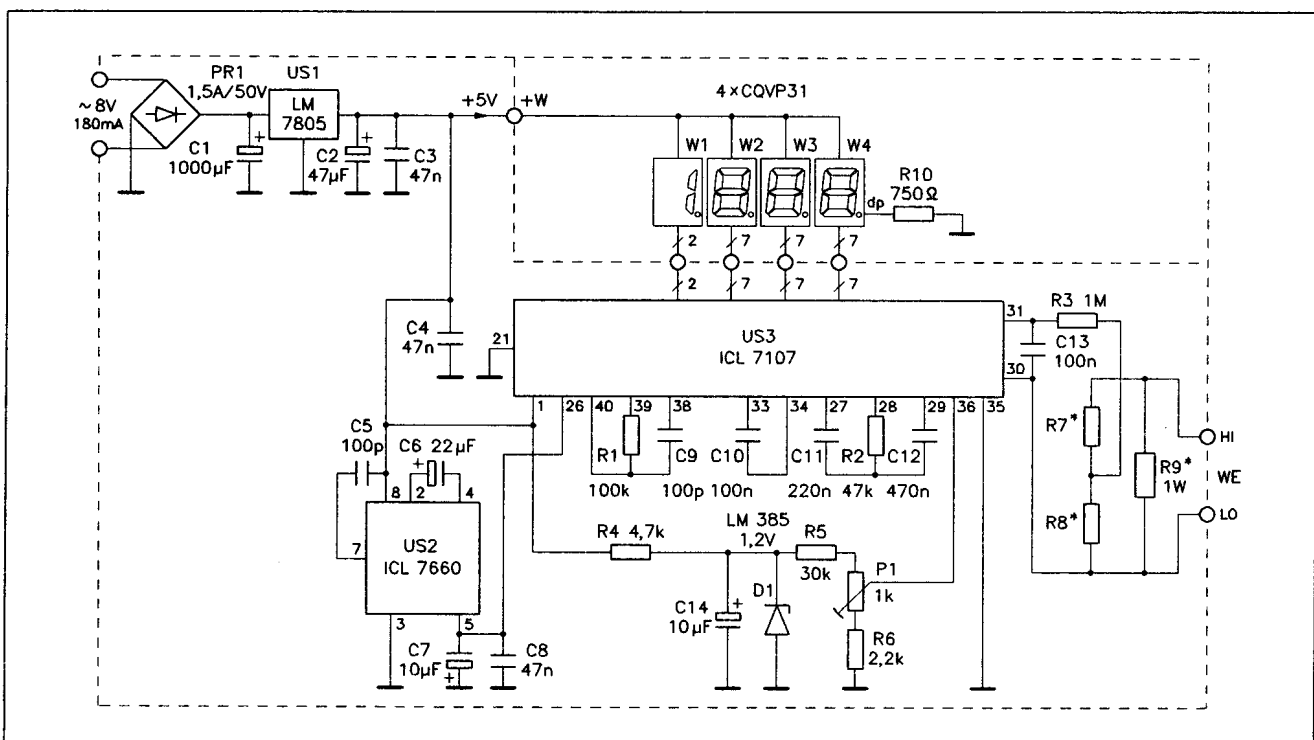 PR1
1,5A/50V
US1
LM
7805
~8V
180mA
C1
1000µF
+
C2
47µF
+
C3
47n
+5V
+W
4×CQVP31
W1
W2
W3
W4
dp
R10
750Ω
2
7
7
7
2
7
7
7
C4
47n
21
US3
ICL 7107
31
30
R3 1M
C13
100n
1
26
40
39
38
33
34
27
28
29
36
35
R1
100k
C9
100p
C10
100n
C11
220n
R2
47k
C12
470n
R7*
R8*
R9*
1W
HI
WE
LO
C5
100p
C6 22µF
+
8
2
4
7
US2
ICL 7660
3
5
C7
10µF
+
C8
47n
R4 4,7k
LM 385
1,2V
R5
30k
P1
1k
C14
10µF
+
D1
R6
2,2k